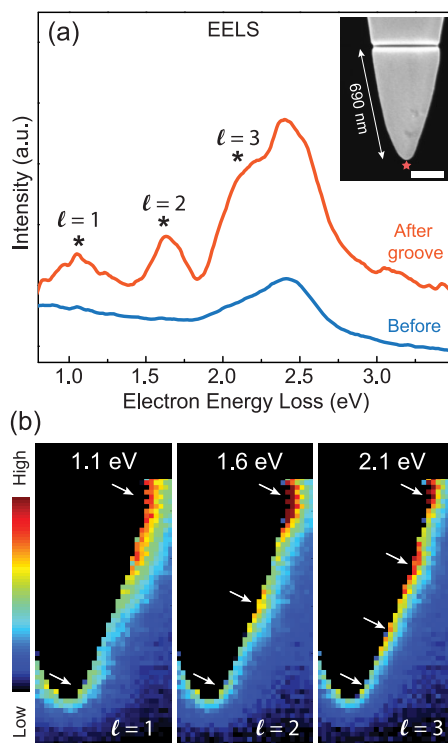 (a)
EELS
690 nm
ℓ = 3
ℓ = 1
ℓ = 2
After
groove
Before
Intensity (a.u.)
1.0
1.5
2.0
2.5
3.0
Electron Energy Loss (eV)
(b)
High
Low
1.1 eV
1.6 eV
2.1 eV
ℓ = 1
ℓ = 2
ℓ = 3